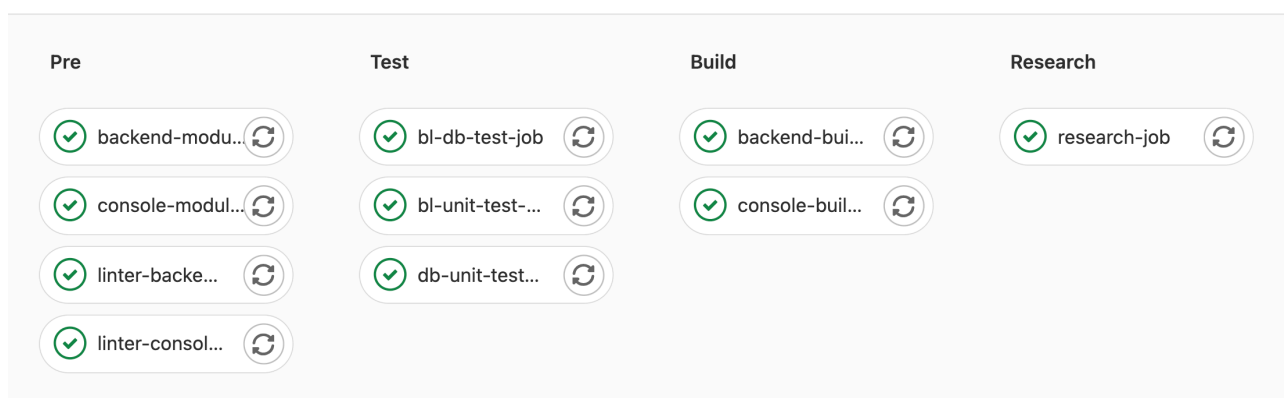 Pre
backend-modu...
console-modul...
linter-backe...
linter-consol...
Test
bl-db-test-job
bl-unit-test-...
db-unit-test...
Build
backend-bui...
console-buil...
Research
research-job